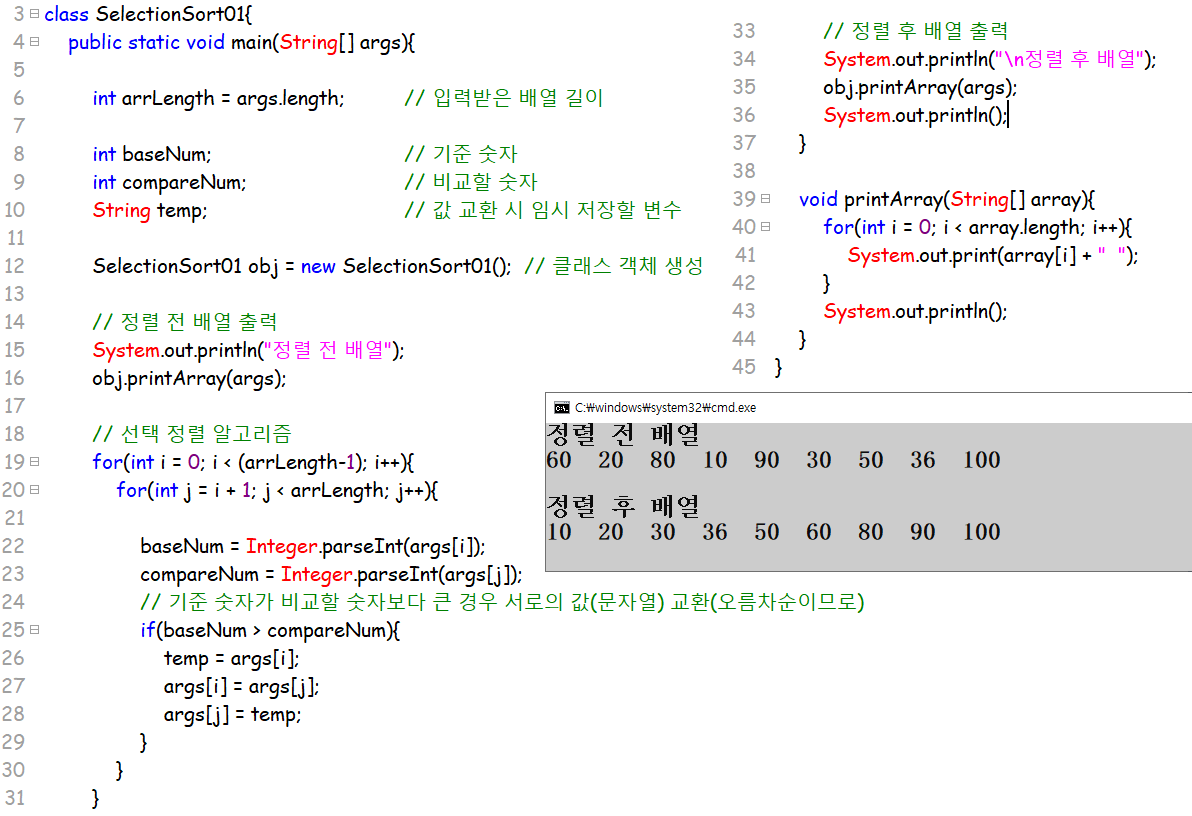 3 class SelectionSort01{
4 public static void main(String[] args){
5
6 int arrLength = args.length; // 입력받은 배열 길이
7
8 int baseNum; // 기준 숫자
9 int compareNum; // 비교할 숫자
10 String temp; // 값 교환 시 임시 저장할 변수
11
12 SelectionSort01 obj = new SelectionSort01(); // 클래스 객체 생성
13
14 // 정렬 전 배열 출력
15 System.out.println("정렬 전 배열");
16 obj.printArray(args);
17
18 // 선택 정렬 알고리즘
19 for(int i = 0; i < (arrLength-1); i++){
20 for(int j = i + 1; j < arrLength; j++){
21
22 baseNum = Integer.parseInt(args[i]);
23 compareNum = Integer.parseInt(args[j]);
24 // 기준 숫자가 비교할 숫자보다 큰 경우 서로의 값(문자열) 교환(오름차순이므로)
25 if(baseNum > compareNum){
26 temp = args[i];
27 args[i] = args[j];
28 args[j] = temp;
29 }
30 }
31 }
33 // 정렬 후 배열 출력
34 System.out.println("\n정렬 후 배열");
35 obj.printArray(args);
36 System.out.println();
37 }
38
39 void printArray(String[] array){
40 for(int i = 0; i < array.length; i++){
41 System.out.print(array[i] + "  ");
42 }
43 System.out.println();
44 }
45 }
C:\windows\system32\cmd.exe
정렬 전 배열
60 20 80 10 90 30 50 36 100
정렬 후 배열
10 20 30 36 50 60 80 90 100